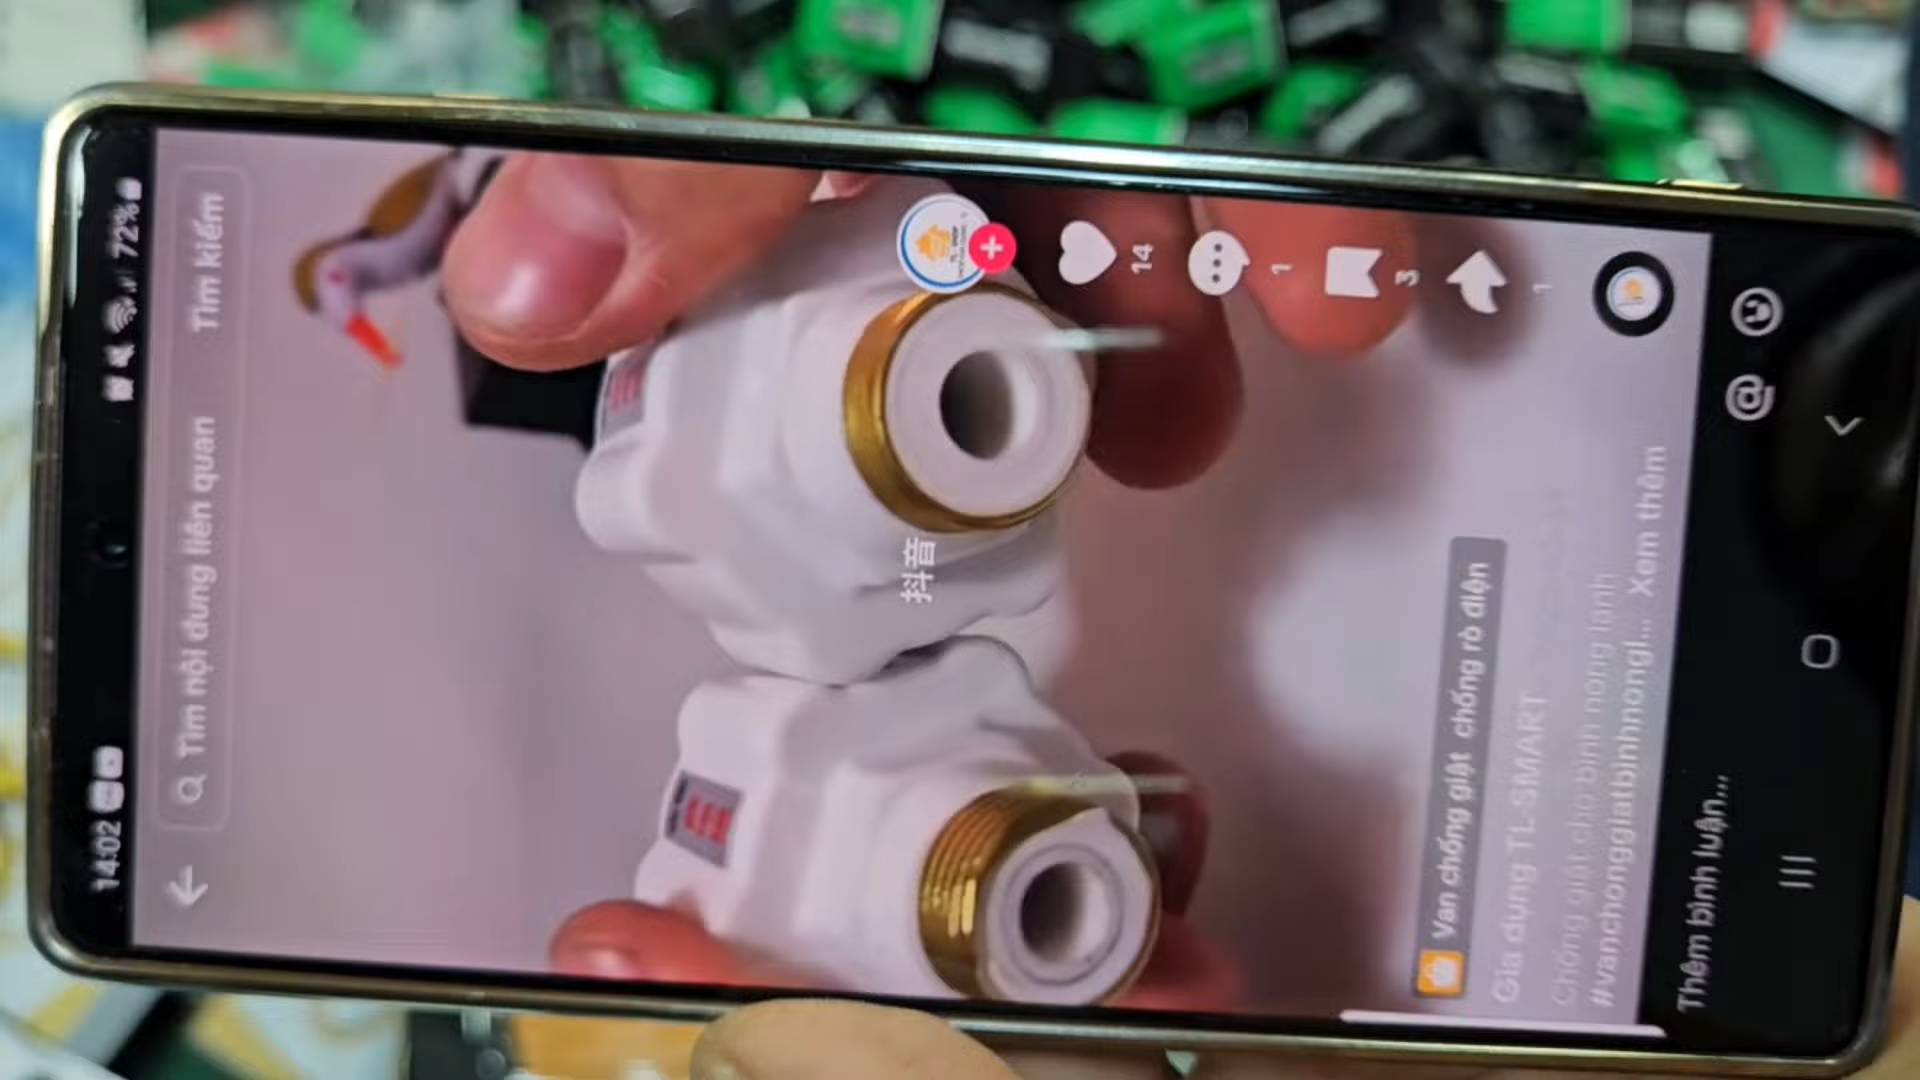 14:02
72%
Tìm nội dung liên quan
Tìm kiếm
14
1
3
1
抖音
Van chống giật chống rò điện
Gia dụng TL-SMART
Chống giật cho bình nóng lạnh
#vanchonggiatbinhnongl... Xem thêm
Thêm bình luận...